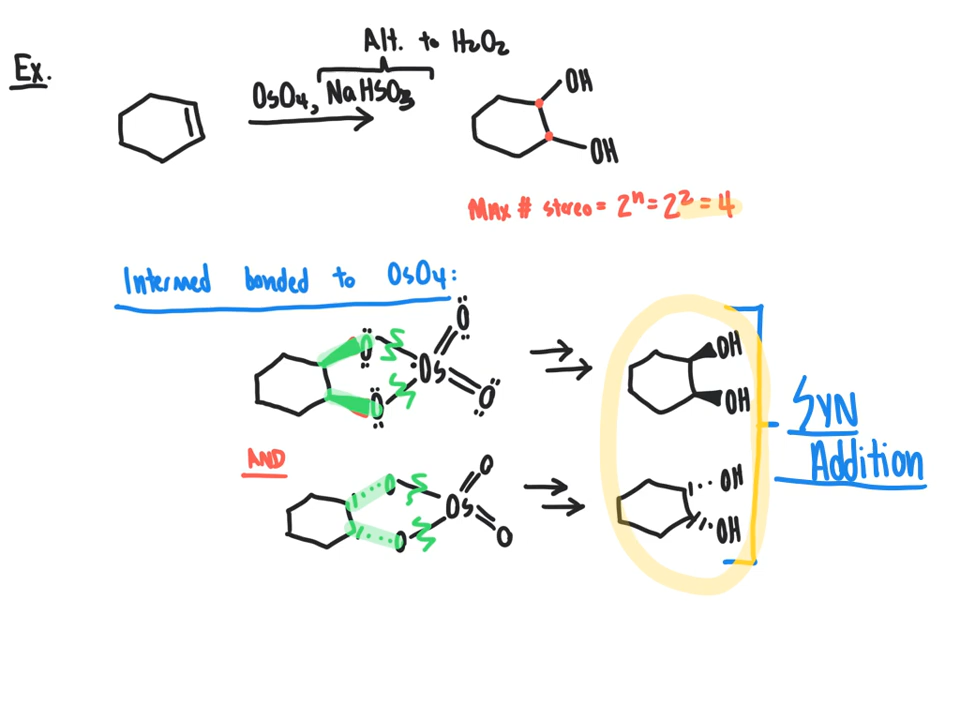 Ex.
Alt. to H₂O₂
OsO₄, NaHSO₃
OH
OH
Max # stereo = 2ⁿ = 2² = 4
Intermed bonded to OsO₄:
O
O
Os
O
O
OH
OH
SYN
Addition
AND
O
O
Os
O
O
OH
OH